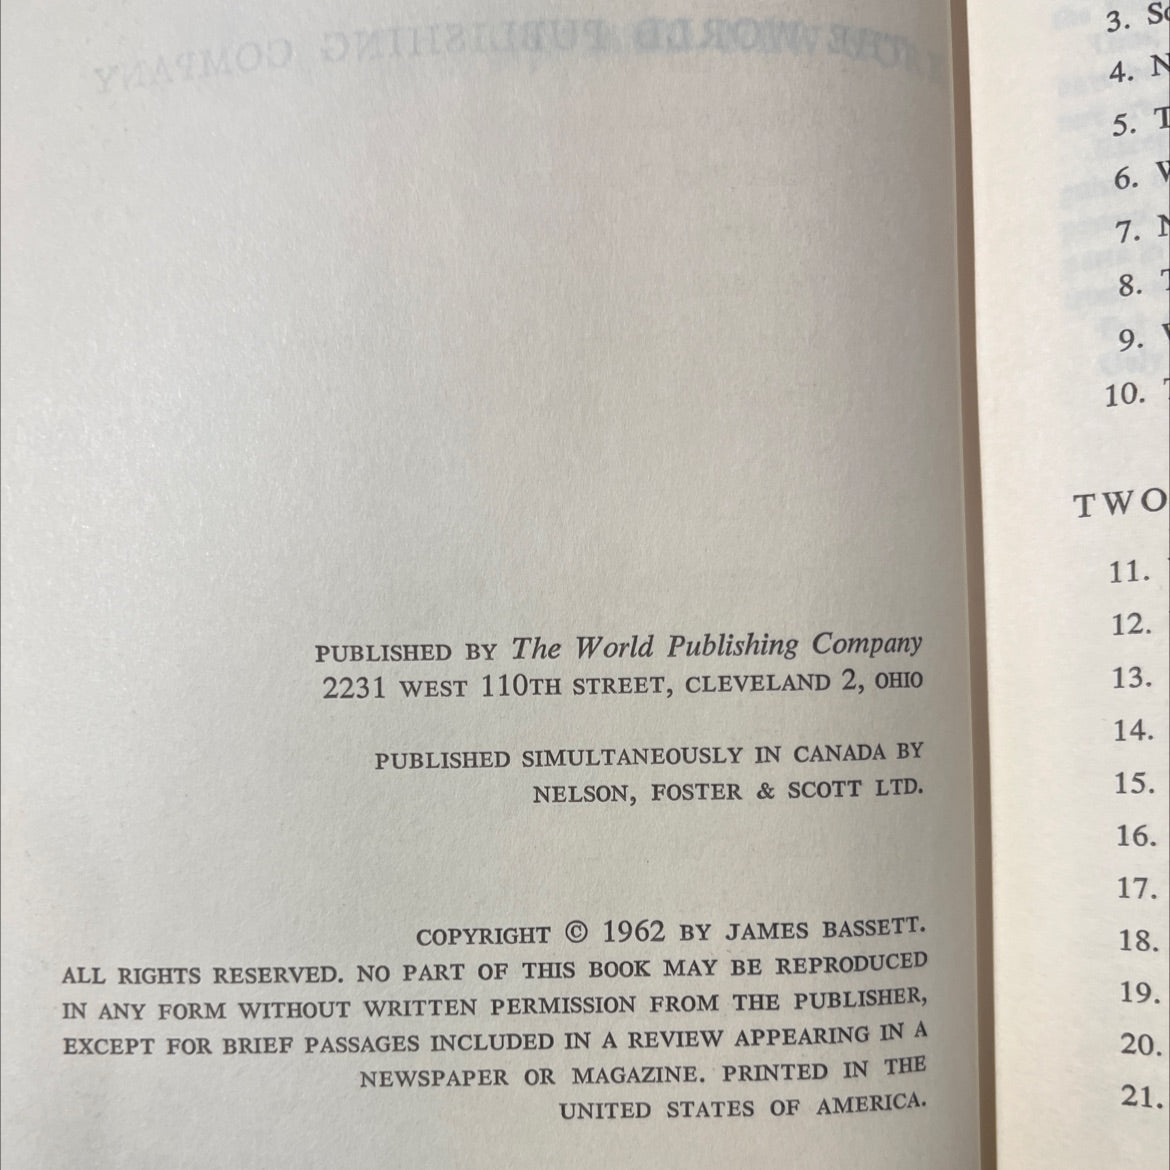 PUBLISHED BY The World Publishing Company
2231 WEST 110TH STREET, CLEVELAND 2, OHIO
PUBLISHED SIMULTANEOUSLY IN CANADA BY
NELSON, FOSTER & SCOTT LTD.
COPYRIGHT © 1962 BY JAMES BASSETT.
ALL RIGHTS RESERVED. NO PART OF THIS BOOK MAY BE REPRODUCED
IN ANY FORM WITHOUT WRITTEN PERMISSION FROM THE PUBLISHER,
EXCEPT FOR BRIEF PASSAGES INCLUDED IN A REVIEW APPEARING IN A
NEWSPAPER OR MAGAZINE. PRINTED IN THE
UNITED STATES OF AMERICA.
3.
4.
5.
6.
7.
8.
9.
10.
TWO
11.
12.
13.
14.
15.
16.
17.
18.
19.
20.
21.